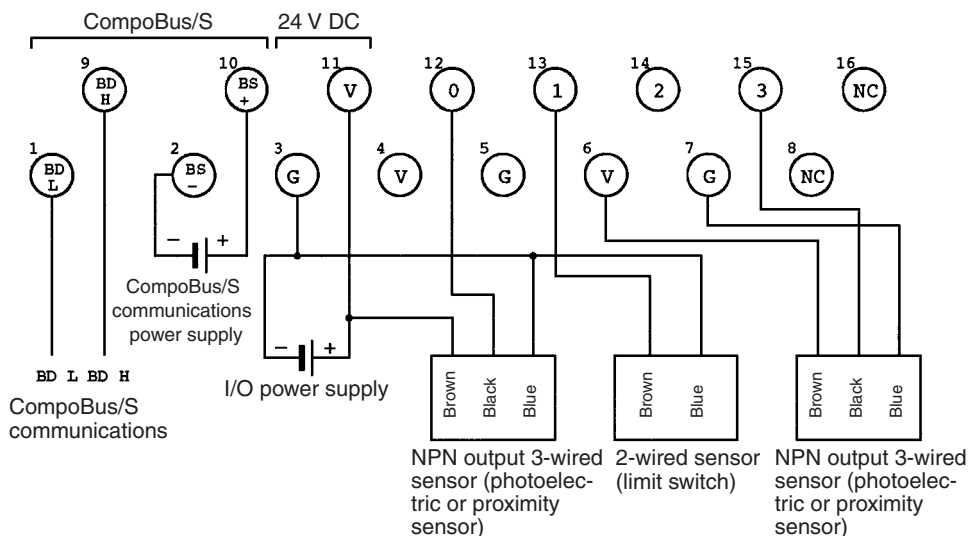 CompoBus/S 24 V DC
9 10 11 12 13 14 15 16
BD H BS + V 0 1 2 3 NC
1 2 3 4 5 6 7 8
BD L BS − G V G V G NC
− +
CompoBus/S
communications
power supply
− +
I/O power supply
BD L BD H
CompoBus/S
communications
Brown Black Blue
Brown Blue
Brown Black Blue
NPN output 3-wired
sensor (photoelec-
tric or proximity
sensor)
2-wired sensor
(limit switch)
NPN output 3-wired
sensor (photoelec-
tric or proximity
sensor)